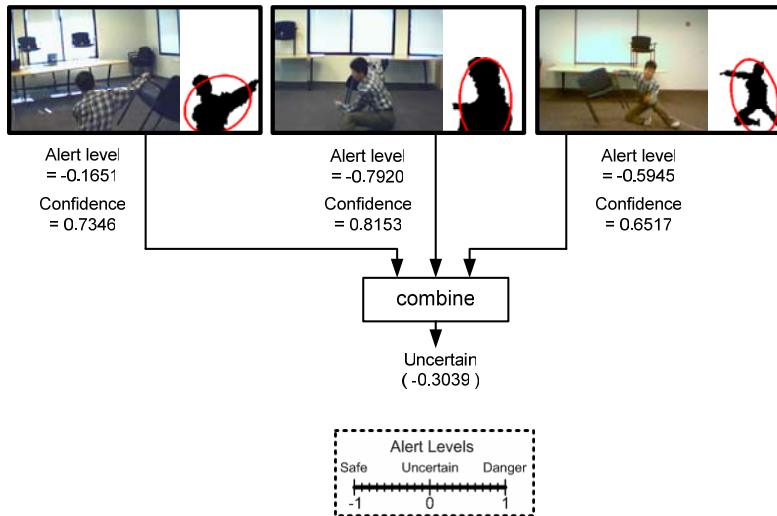 Alert level
= -0.1651
Confidence
= 0.7346
Alert level
= -0.7920
Confidence
= 0.8153
Alert level
= -0.5945
Confidence
= 0.6517
combine
Uncertain
( -0.3039 )
Alert Levels
Safe Uncertain Danger
-1 0 1